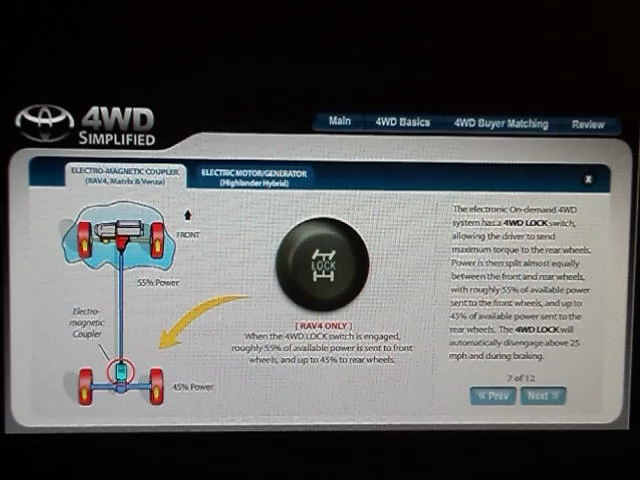 4WD
SIMPLIFIED
Main 4WD Basics 4WD Buyer Matching Review
ELECTRO-MAGNETIC COUPLER
(RAV4, Matrix & Venza)
ELECTRIC MOTOR/GENERATOR
(Highlander Hybrid)
X
FRONT
55% Power
Electro-
magnetic
Coupler
45% Power
LOCK
[ RAV4 ONLY ]
When the 4WD LOCK switch is engaged,
roughly 55% of available power is sent to front
wheels, and up to 45% to rear wheels.
The electronic On-demand 4WD
system has a 4WD LOCK switch,
allowing the driver to send
maximum torque to the rear wheels.
Power is then split almost equally
between the front and rear wheels,
with roughly 55% of available power
sent to the front wheels, and up to
45% of available power sent to the
rear wheels. The 4WD LOCK will
automatically disengage above 25
mph and during braking.
7 of 12
« Prev Next »